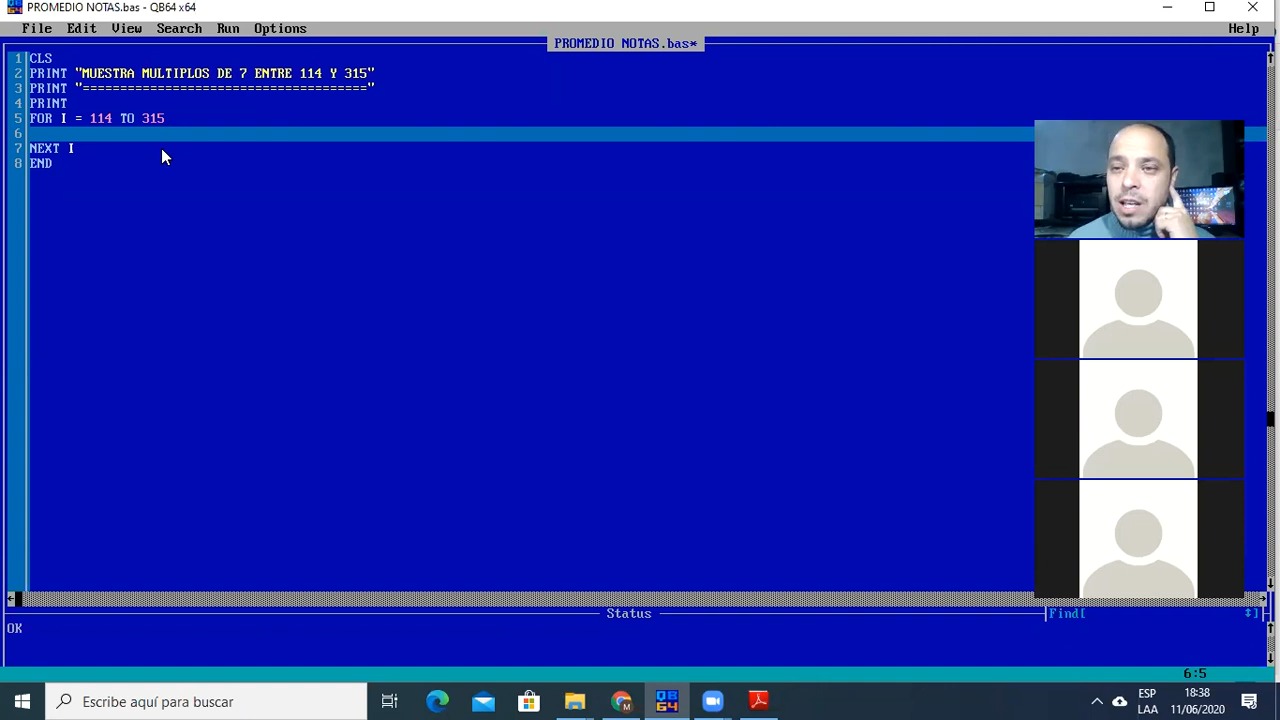 PROMEDIO NOTAS.bas - QB64 x64
File Edit View Search Run Options Help
PROMEDIO NOTAS.bas*
1 CLS
2 PRINT "MUESTRA MULTIPLOS DE 7 ENTRE 114 Y 315"
3 PRINT "======================================"
4 PRINT
5 FOR I = 114 TO 315
6
7 NEXT I
8 END
Status
Find[ ]
OK
6:5
Escribe aquí para buscar
QB64
ESP
LAA
18:38
11/06/2020